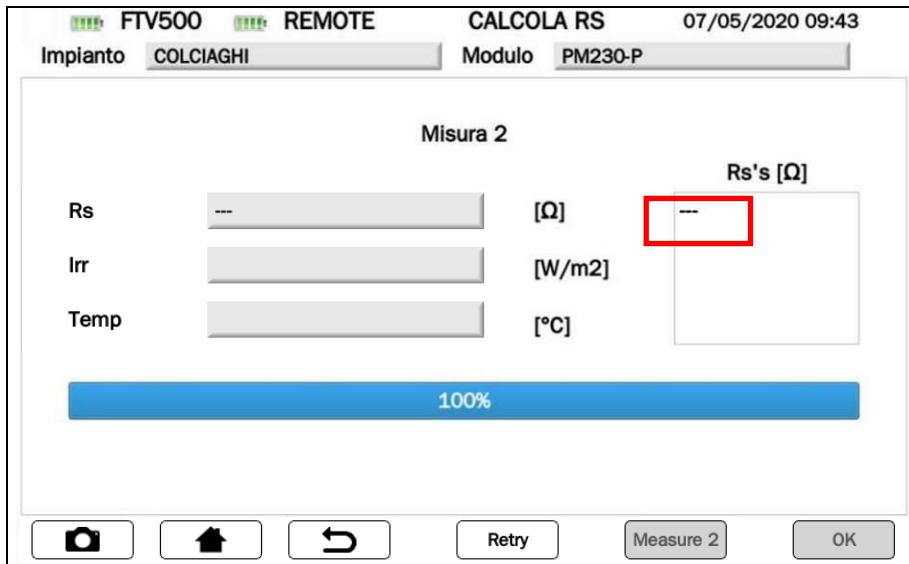 FTV500 REMOTE CALCOLA RS 07/05/2020 09:43
Impianto COLCIAGHI Modulo PM230-P
Misura 2
Rs's [Ω]
Rs --- [Ω] ---
Irr [W/m2]
Temp [°C]
100%
Retry Measure 2 OK